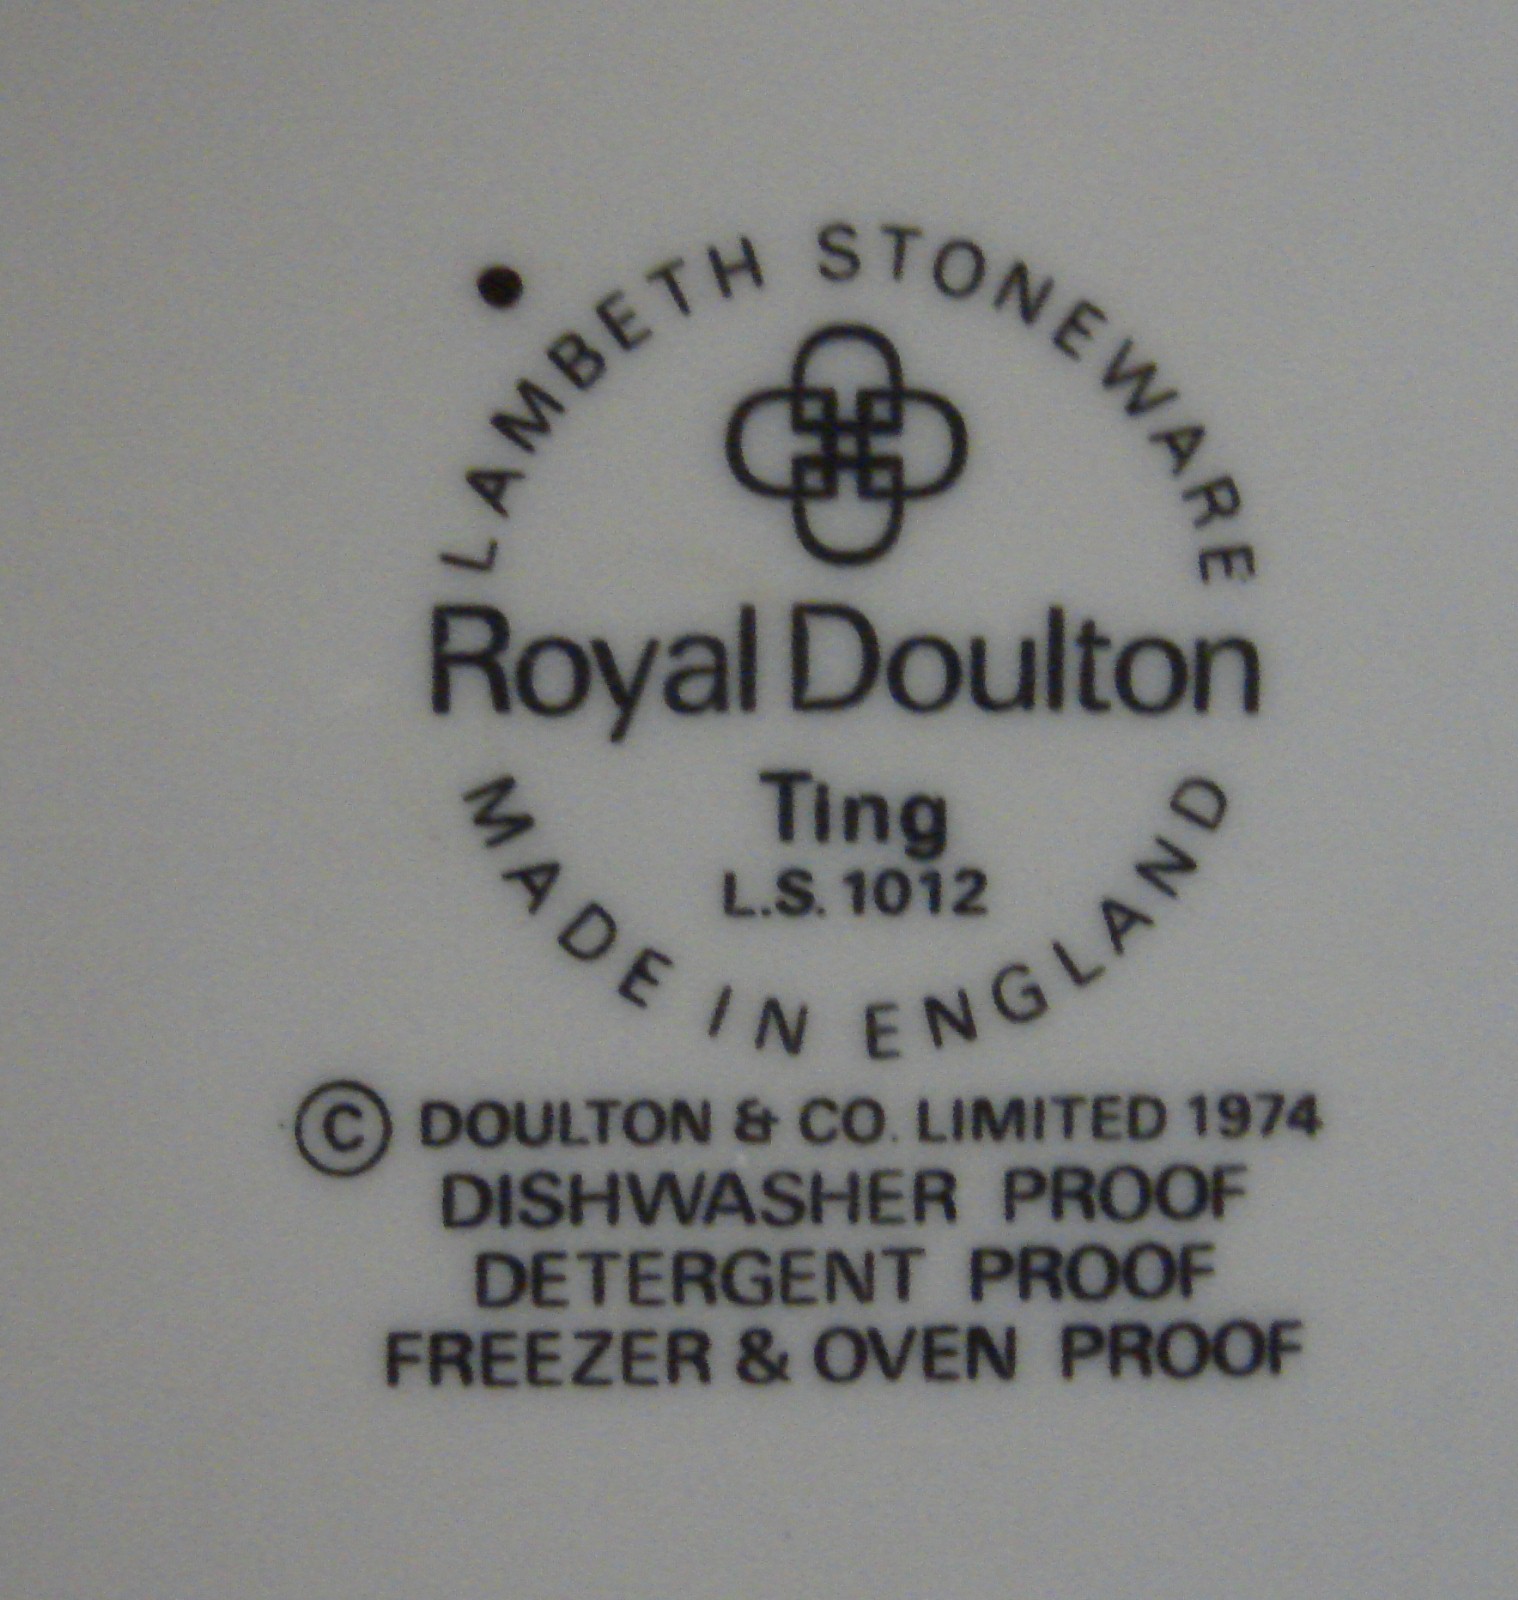 LAMBETH STONEWARE
Royal Doulton
Ting
L.S. 1012
MADE IN ENGLAND
© DOULTON & CO. LIMITED 1974
DISHWASHER PROOF
DETERGENT PROOF
FREEZER & OVEN PROOF